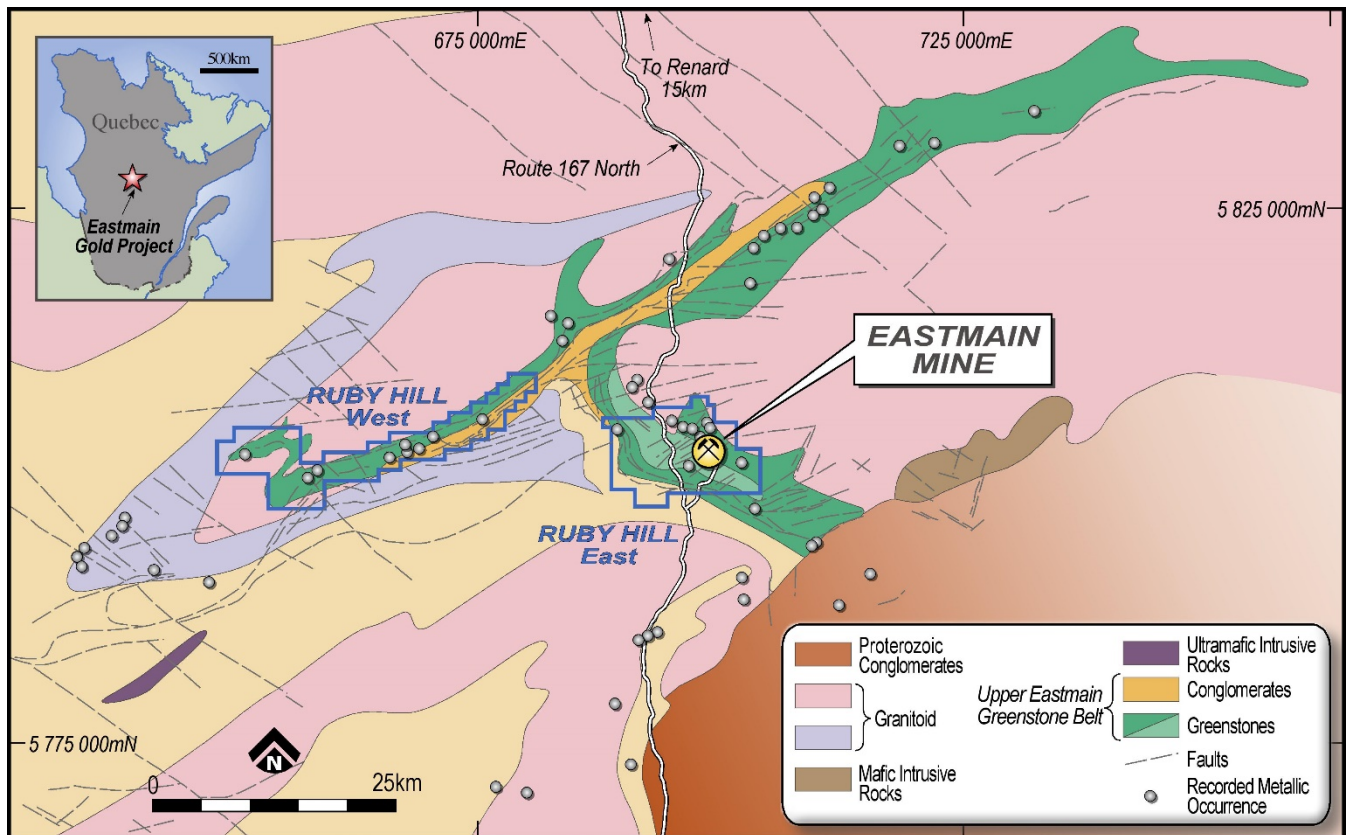 500km
Quebec
Eastmain
Gold Project
675 000mE
725 000mE
To Renard
15km
Route 167 North
5 825 000mN
EASTMAIN
MINE
RUBY HILL
West
RUBY HILL
East
5 775 000mN
N
0
25km
Proterozoic
Conglomerates
Granitoid
Mafic Intrusive
Rocks
Ultramafic Intrusive
Rocks
Upper Eastmain
Greenstone Belt
Conglomerates
Greenstones
Faults
Recorded Metallic
Occurrence